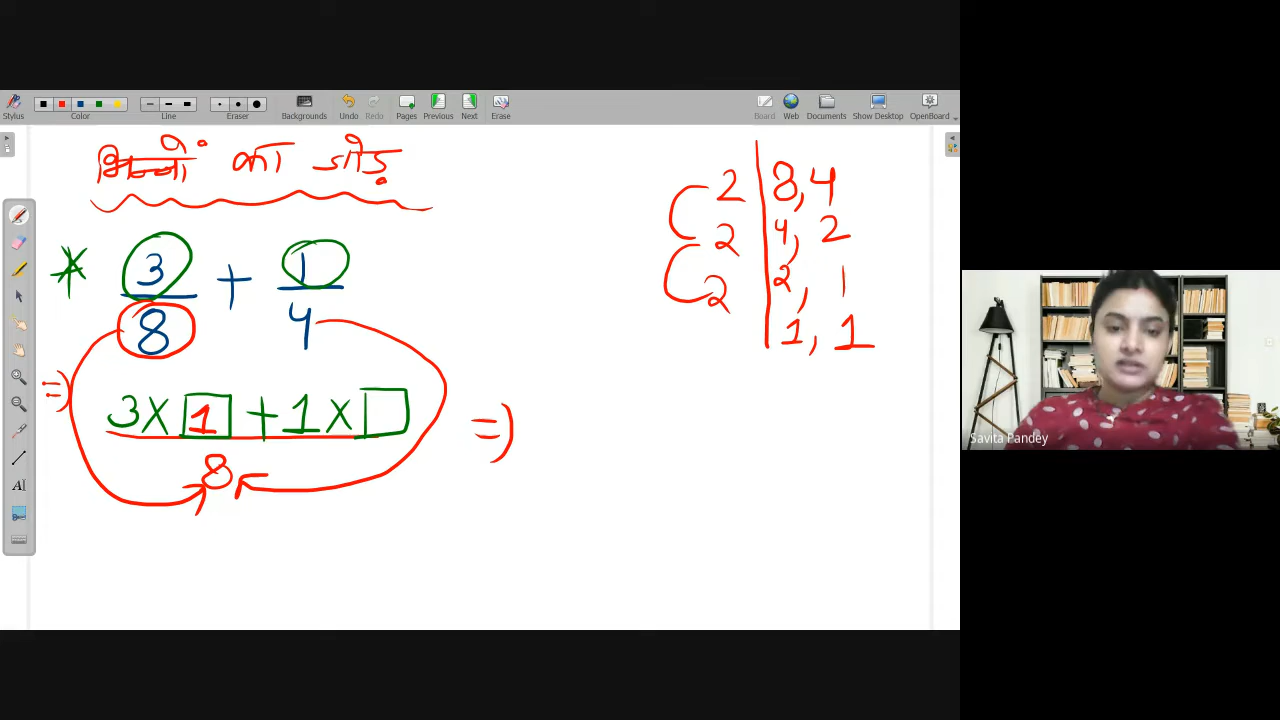 Stylus Color Line Eraser Backgrounds Undo Redo Pages Previous Next Erase Board Web Documents Show Desktop OpenBoard
भिन्नों का जोड़
* 3/8 + 1/4
=) 3 X 1 + 1 X □ =)
8
2 | 8, 4
2 | 4, 2
2 | 2, 1
1, 1
Savita Pandey